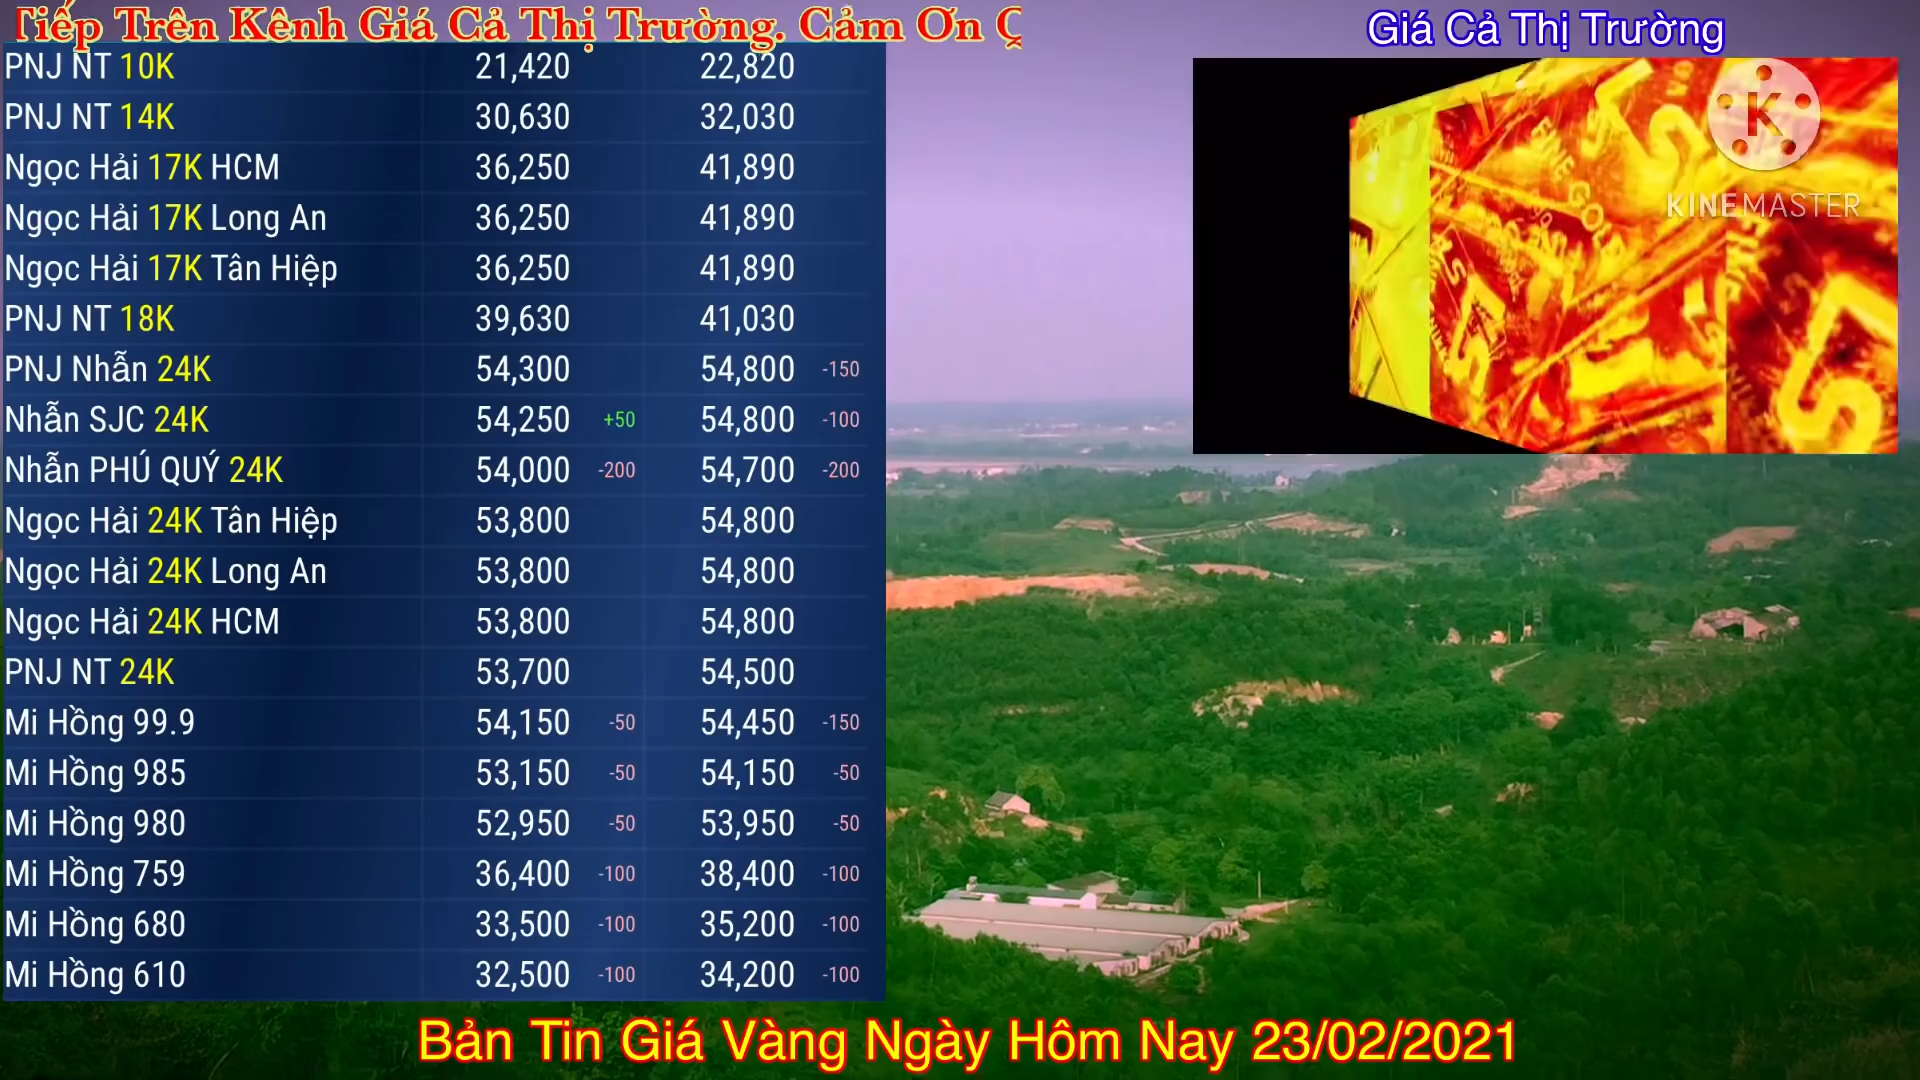 Tiếp Trên Kênh Giá Cả Thị Trường. Cảm Ơn Q
Giá Cả Thị Trường
PNJ NT 10K 21,420 22,820
PNJ NT 14K 30,630 32,030
Ngọc Hải 17K HCM 36,250 41,890
Ngọc Hải 17K Long An 36,250 41,890
Ngọc Hải 17K Tân Hiệp 36,250 41,890
PNJ NT 18K 39,630 41,030
PNJ Nhẫn 24K 54,300 54,800 -150
Nhẫn SJC 24K 54,250 +50 54,800 -100
Nhẫn PHÚ QUÝ 24K 54,000 -200 54,700 -200
Ngọc Hải 24K Tân Hiệp 53,800 54,800
Ngọc Hải 24K Long An 53,800 54,800
Ngọc Hải 24K HCM 53,800 54,800
PNJ NT 24K 53,700 54,500
Mi Hồng 99.9 54,150 -50 54,450 -150
Mi Hồng 985 53,150 -50 54,150 -50
Mi Hồng 980 52,950 -50 53,950 -50
Mi Hồng 759 36,400 -100 38,400 -100
Mi Hồng 680 33,500 -100 35,200 -100
Mi Hồng 610 32,500 -100 34,200 -100
K
KINEMASTER
FINE GOLD
Bản Tin Giá Vàng Ngày Hôm Nay 23/02/2021